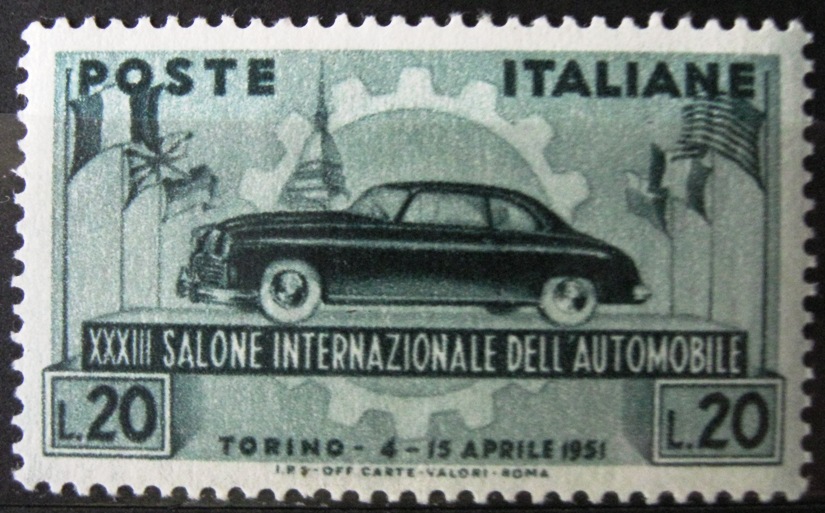 POSTE ITALIANE
XXXIII SALONE INTERNAZIONALE DELL'AUTOMOBILE
L.20 L.20
TORINO - 4-15 APRILE 1951
I.P.S-OFF CARTE-VALORI-ROMA